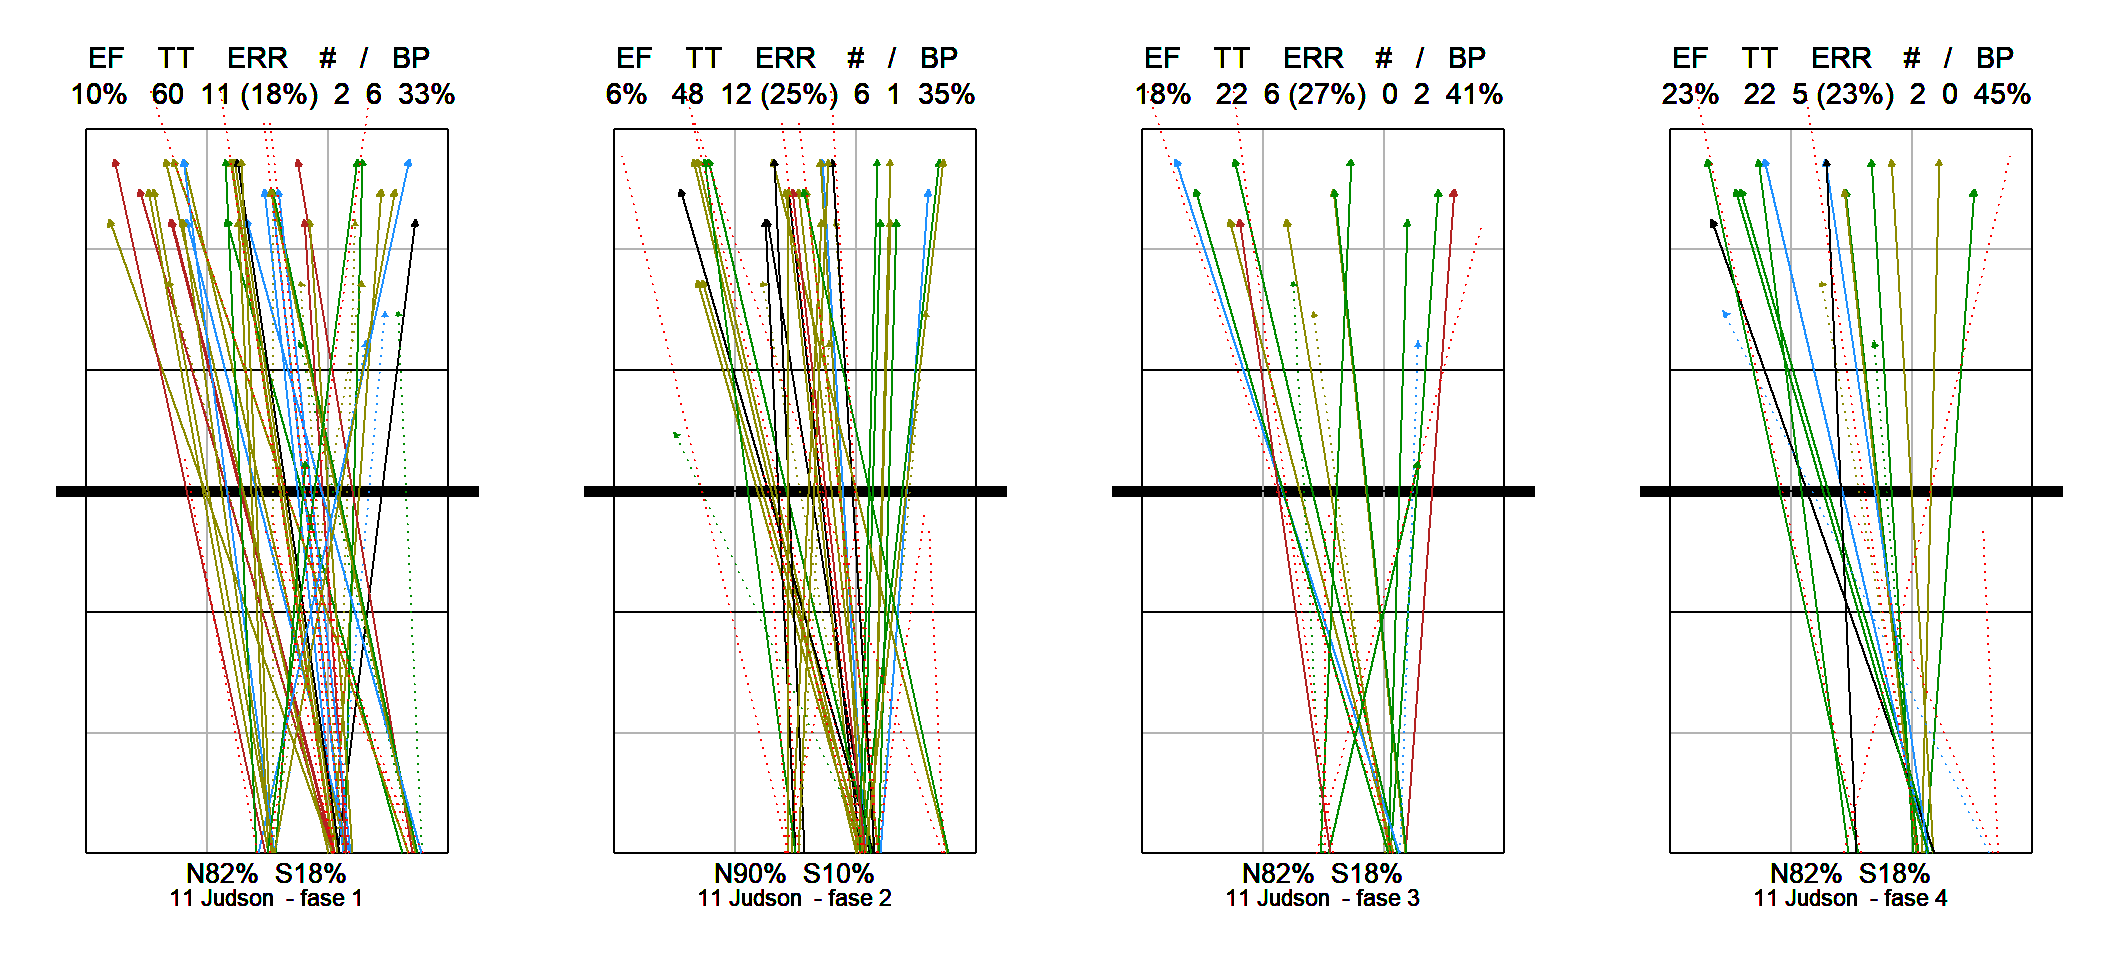 EF TT ERR # / BP
10% 60 11 (18%) 2 6 33%
N82% S18%
11 Judson - fase 1
EF TT ERR # / BP
6% 48 12 (25%) 6 1 35%
N90% S10%
11 Judson - fase 2
EF TT ERR # / BP
18% 22 6 (27%) 0 2 41%
N82% S18%
11 Judson - fase 3
EF TT ERR # / BP
23% 22 5 (23%) 2 0 45%
N82% S18%
11 Judson - fase 4